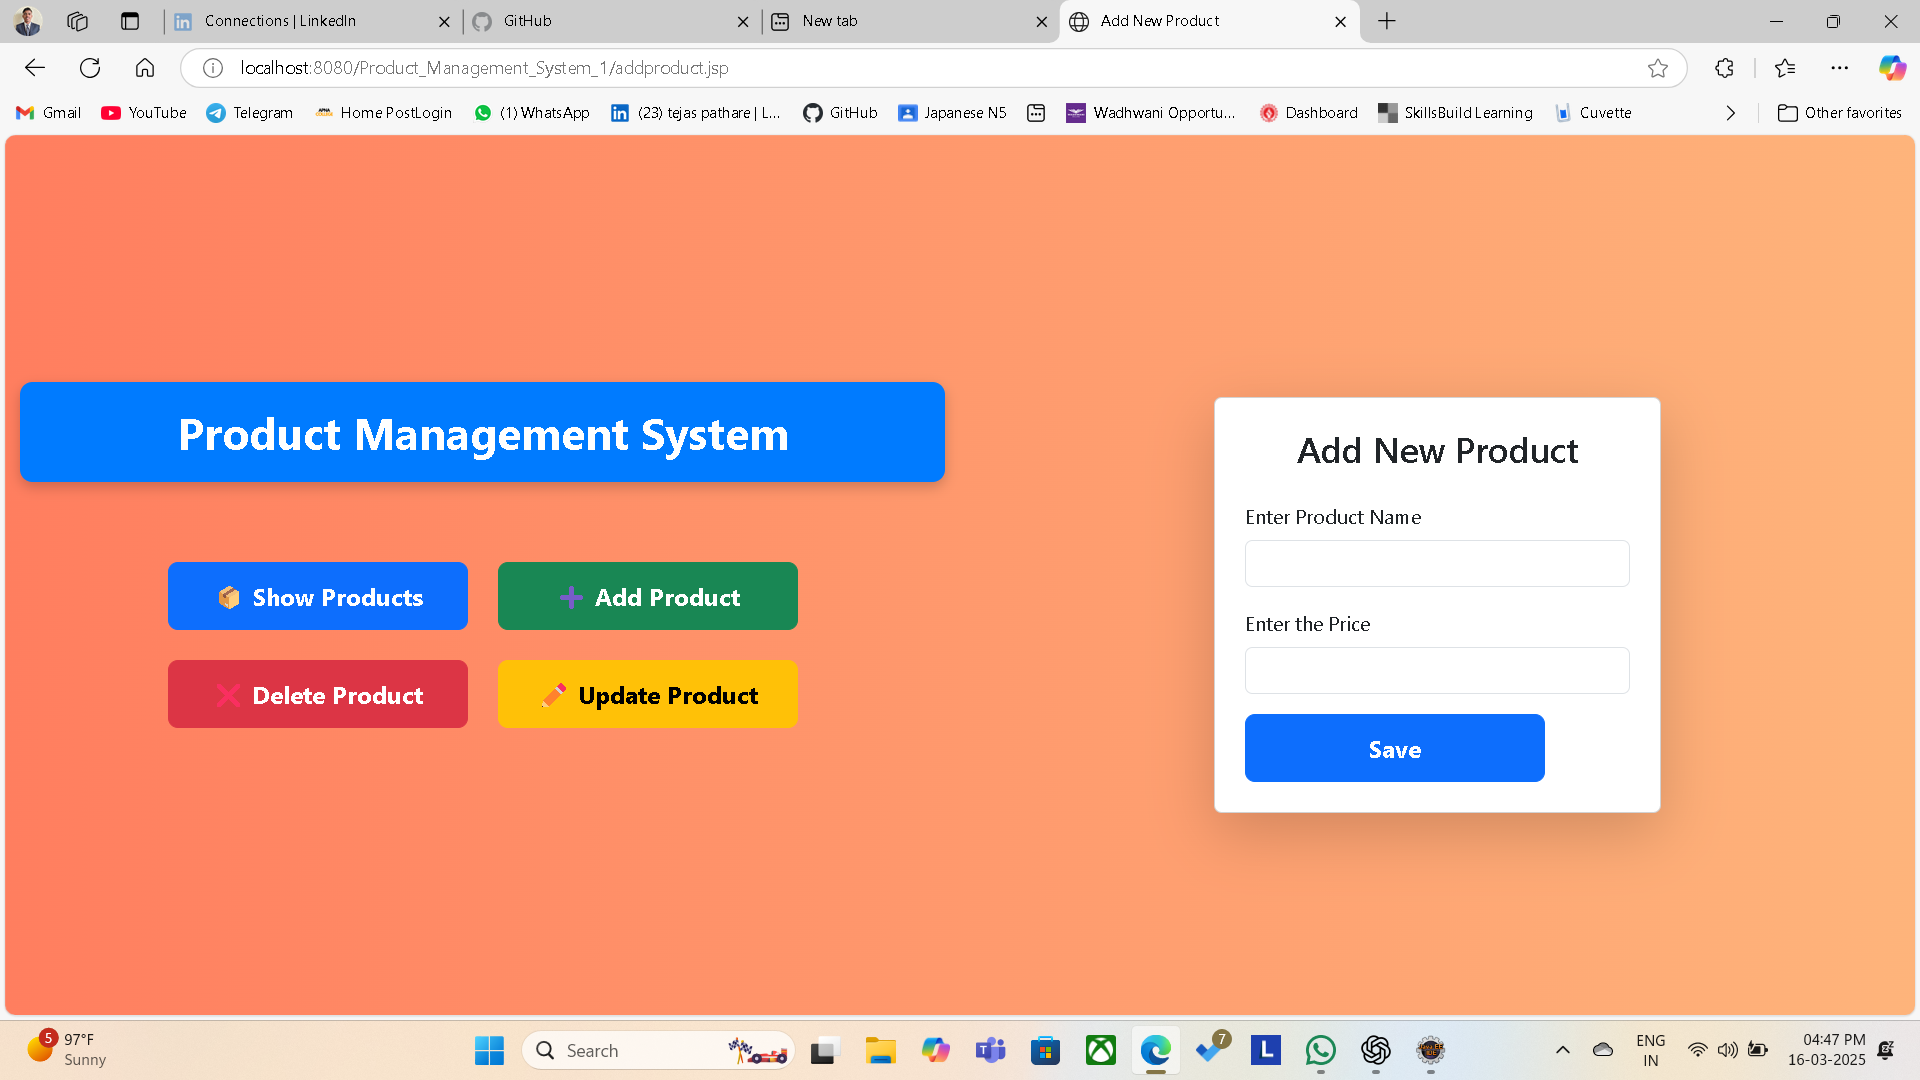 Connections | LinkedIn
GitHub
New tab
Add New Product
localhost:8080/Product_Management_System_1/addproduct.jsp
Gmail
YouTube
Telegram
Home PostLogin
(1) WhatsApp
(23) tejas pathare | L...
GitHub
Japanese N5
Wadhwani Opportu...
Dashboard
SkillsBuild Learning
Cuvette
Other favorites
Product Management System
Show Products
Add Product
Delete Product
Update Product
Add New Product
Enter Product Name
Enter the Price
Save
5
97°F
Sunny
Search
7
L
ENG
IN
04:47 PM
16-03-2025